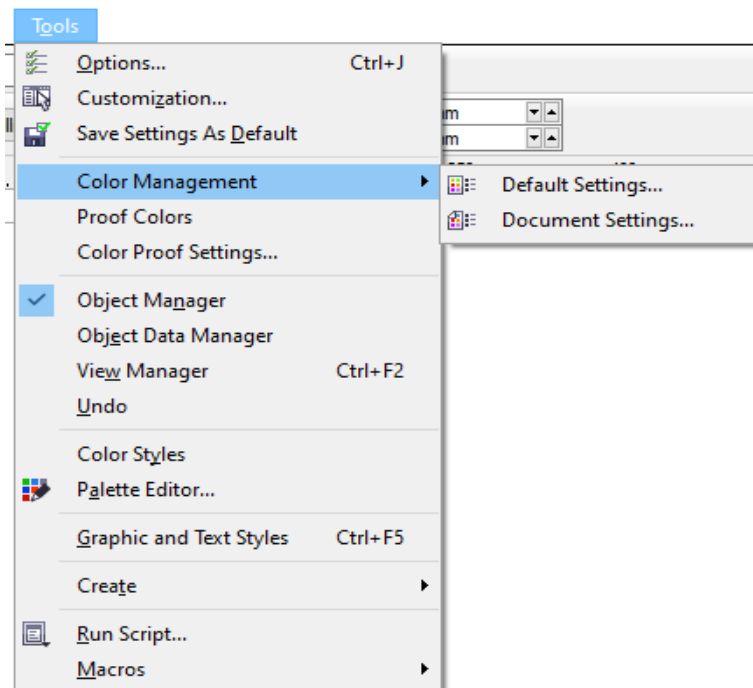 Tools
Options... Ctrl+J
Customization...
Save Settings As Default
Color Management
Default Settings...
Proof Colors
Document Settings...
Color Proof Settings...
Object Manager
Object Data Manager
View Manager Ctrl+F2
Undo
Color Styles
Palette Editor...
Graphic and Text Styles Ctrl+F5
Create
Run Script...
Macros